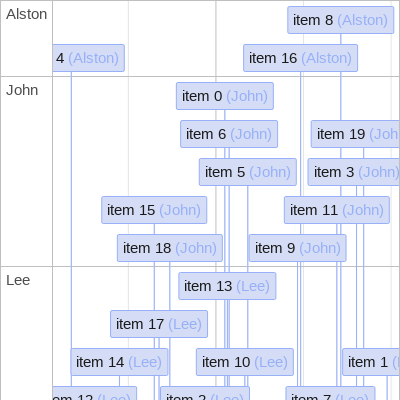 Alston
item 8 (Alston)
4 (Alston)
item 16 (Alston)
John
item 0 (John)
item 6 (John)
item 19 (Joh
item 5 (John)
item 3 (John)
item 15 (John)
item 11 (John)
item 18 (John)
item 9 (John)
Lee
item 13 (Lee)
item 17 (Lee)
item 14 (Lee)
item 10 (Lee)
item 1 (
em 12 (Lee)
item 2 (Lee)
item 7 (Lee)